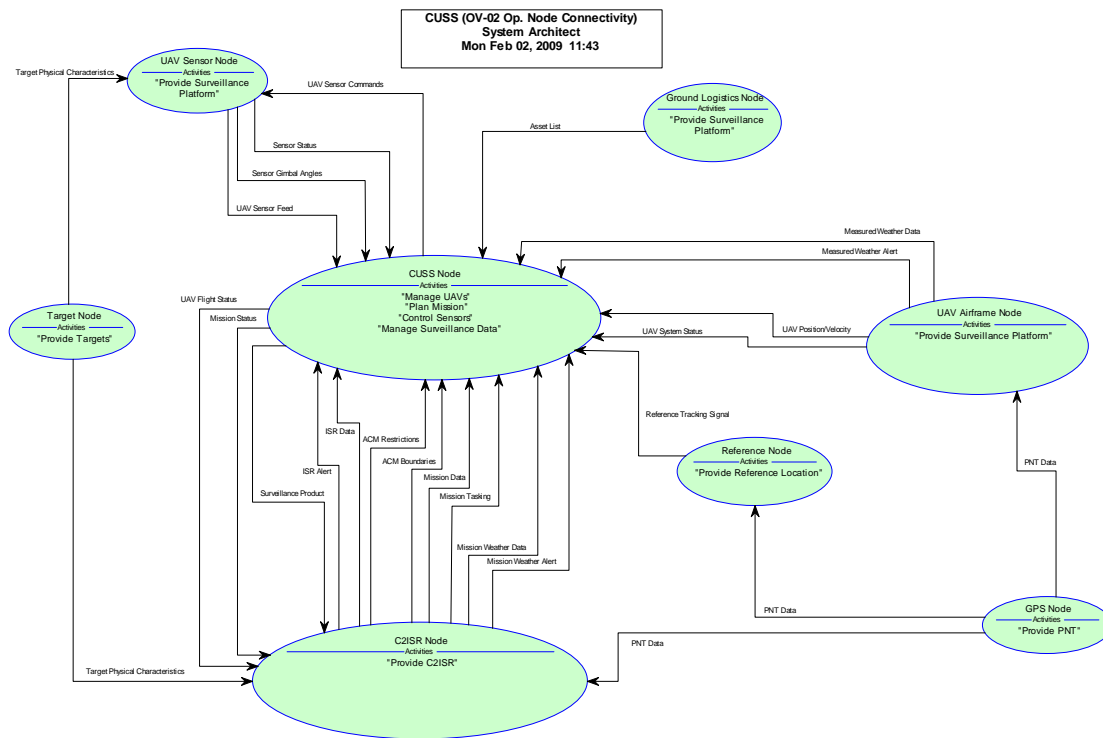 CUSS (OV-02 Op. Node Connectivity)
System Architect
Mon Feb 02, 2009  11:43
UAV Sensor Node
Activities
"Provide Surveillance
Platform"
Target Physical Characteristics
UAV Sensor Commands
Ground Logistics Node
Activities
"Provide Surveillance
Platform"
Asset List
Sensor Status
Sensor Gimbal Angles
UAV Sensor Feed
Measured Weather Data
Measured Weather Alert
CUSS Node
Activities
"Manage UAVs"
"Plan Mission"
"Control Sensors"
"Manage Surveillance Data"
UAV Flight Status
Mission Status
Target Node
Activities
"Provide Targets"
UAV System Status
UAV Position/Velocity
UAV Airframe Node
Activities
"Provide Surveillance Platform"
Reference Tracking Signal
ISR Data
ACM Restrictions
ISR Alert
ACM Boundaries
Mission Data
Mission Tasking
Surveillance Product
Reference Node
Activities
"Provide Reference Location"
PNT Data
Mission Weather Data
Mission Weather Alert
PNT Data
GPS Node
Activities
"Provide PNT"
C2ISR Node
Activities
"Provide C2ISR"
PNT Data
Target Physical Characteristics